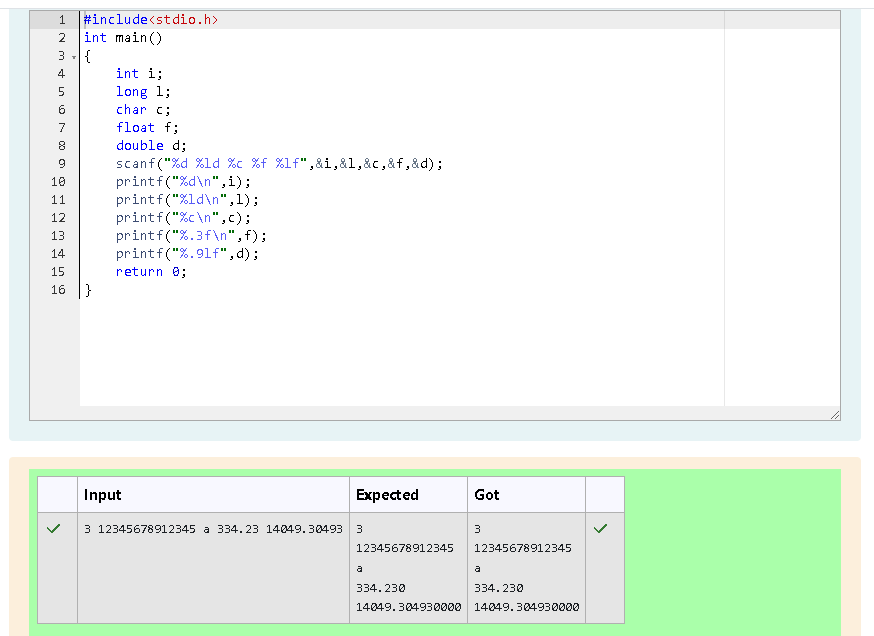 1 #include<stdio.h>
2 int main()
3 {
4 int i;
5 long l;
6 char c;
7 float f;
8 double d;
9 scanf("%d %ld %c %f %lf",&i,&l,&c,&f,&d);
10 printf("%d\n",i);
11 printf("%ld\n",l);
12 printf("%c\n",c);
13 printf("%.3f\n",f);
14 printf("%.9lf",d);
15 return 0;
16 }
Input Expected Got
3 12345678912345 a 334.23 14049.30493 3 3
12345678912345 12345678912345
a a
334.230 334.230
14049.304930000 14049.304930000